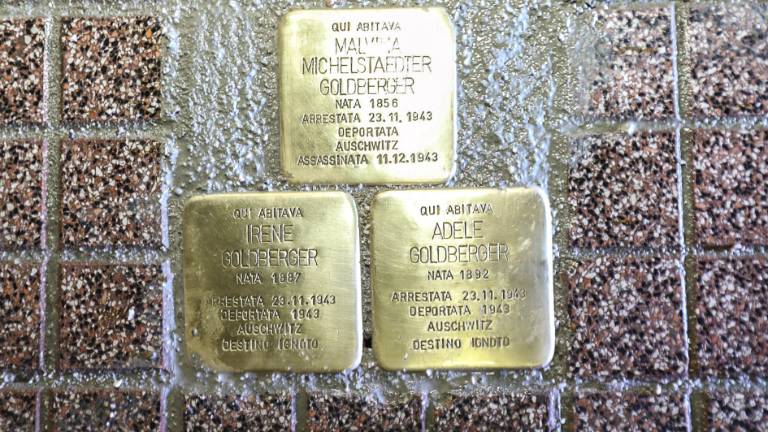 QUI ABITAVA
MALVINA
MICHELSTAEDTER
GOLDBERGER
NATA 1856
ARRESTATA 23.11.1943
DEPORTATA
AUSCHWITZ
ASSASSINATA 11.12.1943
QUI ABITAVA
IRENE
GOLDBERGER
NATA 1887
ARRESTATA 23.11.1943
DEPORTATA 1943
AUSCHWITZ
DESTINO IGNOTO
QUI ABITAVA
ADELE
GOLDBERGER
NATA 1892
ARRESTATA 23.11.1943
DEPORTATA 1943
AUSCHWITZ
DESTINO IGNOTO